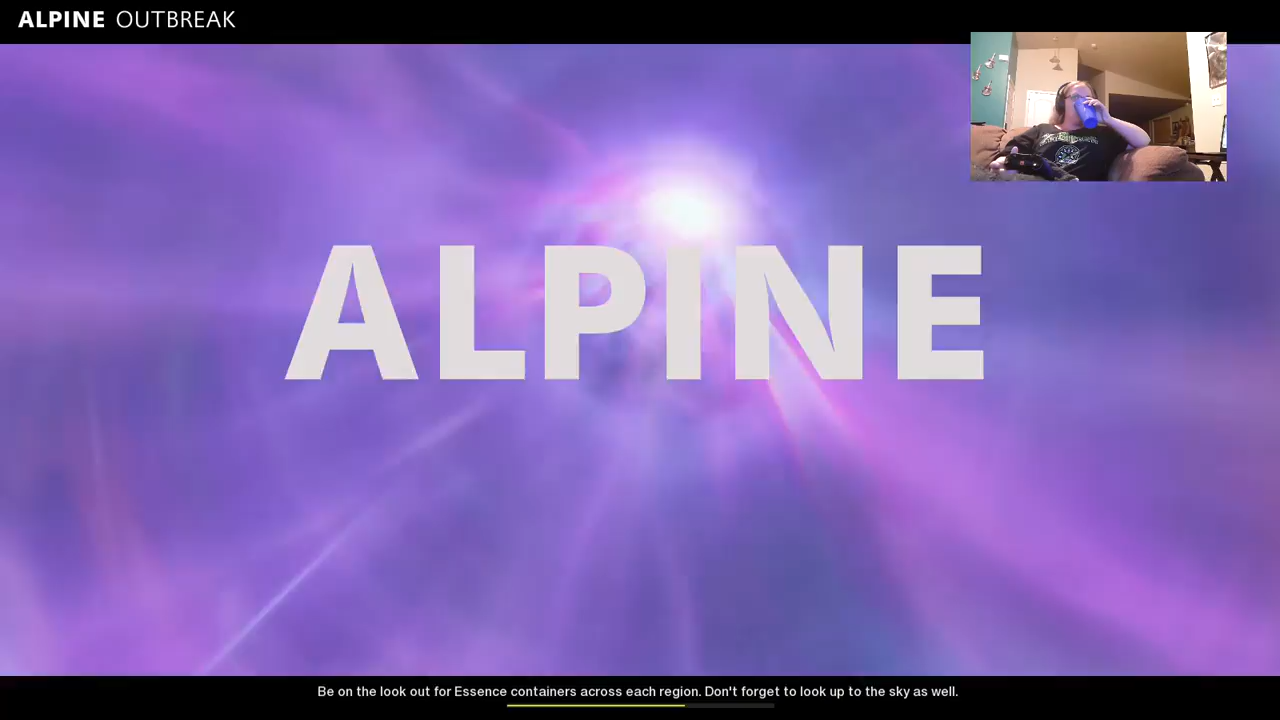 ALPINE OUTBREAK
ALPINE
Be on the look out for Essence containers across each region. Don't forget to look up to the sky as well.